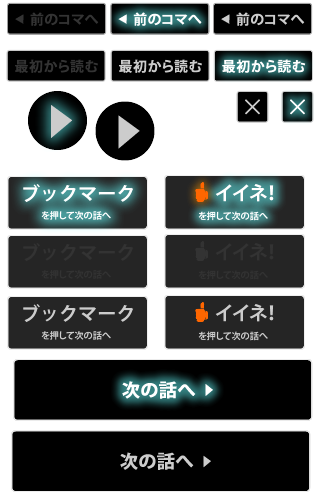 ◀ 前のコマへ ◀ 前のコマへ ◀ 前のコマへ
最初から読む 最初から読む 最初から読む
ブックマーク イイネ!
を押して次の話へ を押して次の話へ
ブックマーク イイネ!
を押して次の話へ を押して次の話へ
ブックマーク イイネ!
を押して次の話へ を押して次の話へ
次の話へ ▶
次の話へ ▶